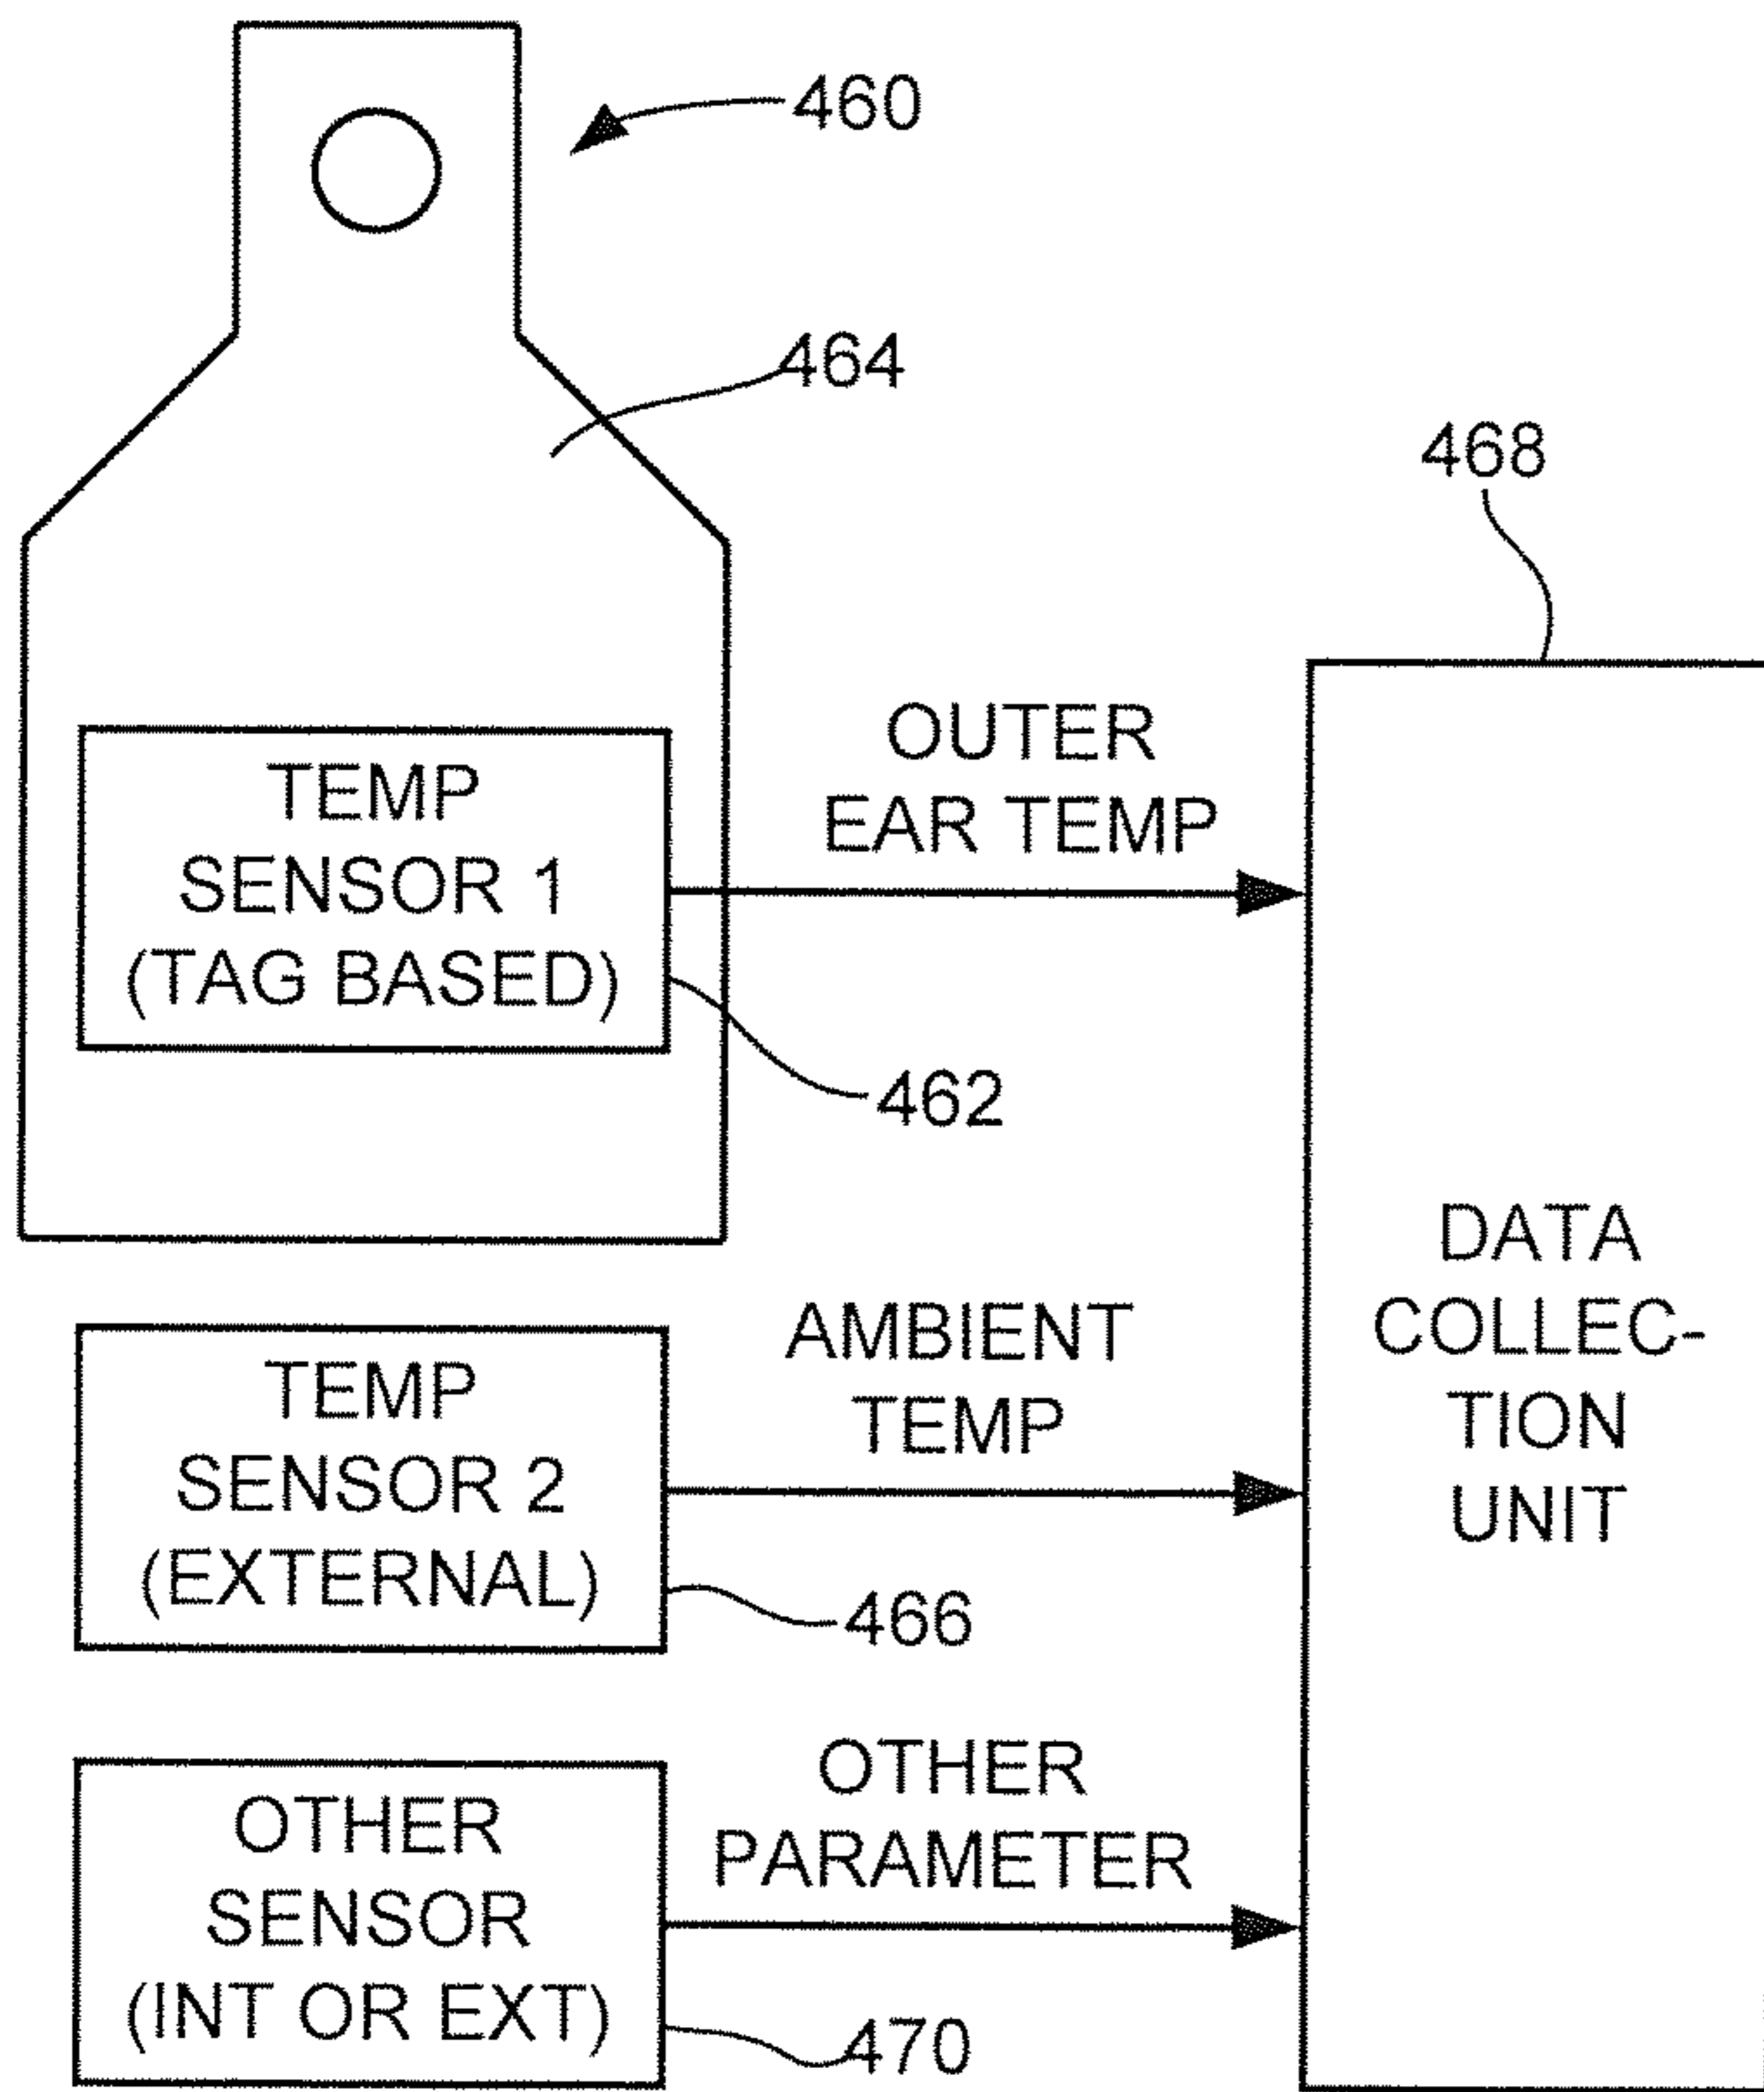 460
464
468
TEMP
SENSOR 1
(TAG BASED)
OUTER
EAR TEMP
462
TEMP
SENSOR 2
(EXTERNAL)
AMBIENT
TEMP
466
OTHER
SENSOR
(INT OR EXT)
OTHER
PARAMETER
470
DATA
COLLEC-
TION
UNIT